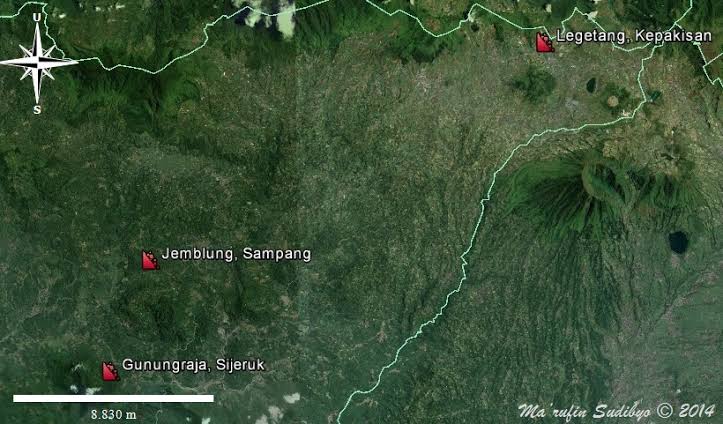 U
Legetang, Kepakisan
S
Jemblung, Sampang
Gunungraja, Sijeruk
8.830 m
Ma'rufin Sudibyo © 2014